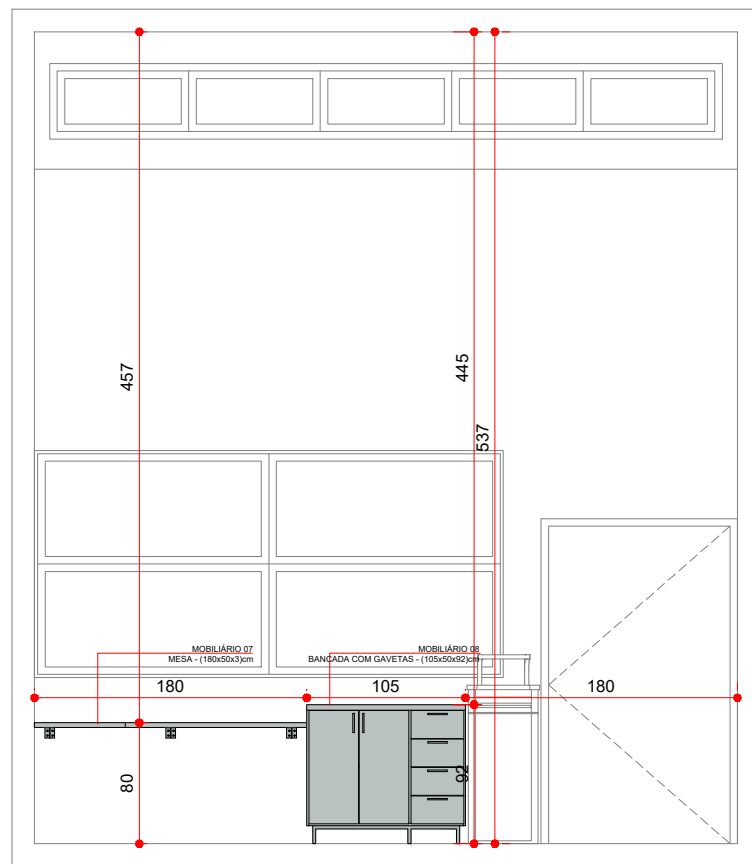 457
445
537
MOBILIÁRIO 07
MESA - (180x50x3)cm
MOBILIÁRIO 08
BANCADA COM GAVETAS - (105x50x92)cm
180
105
180
80
92